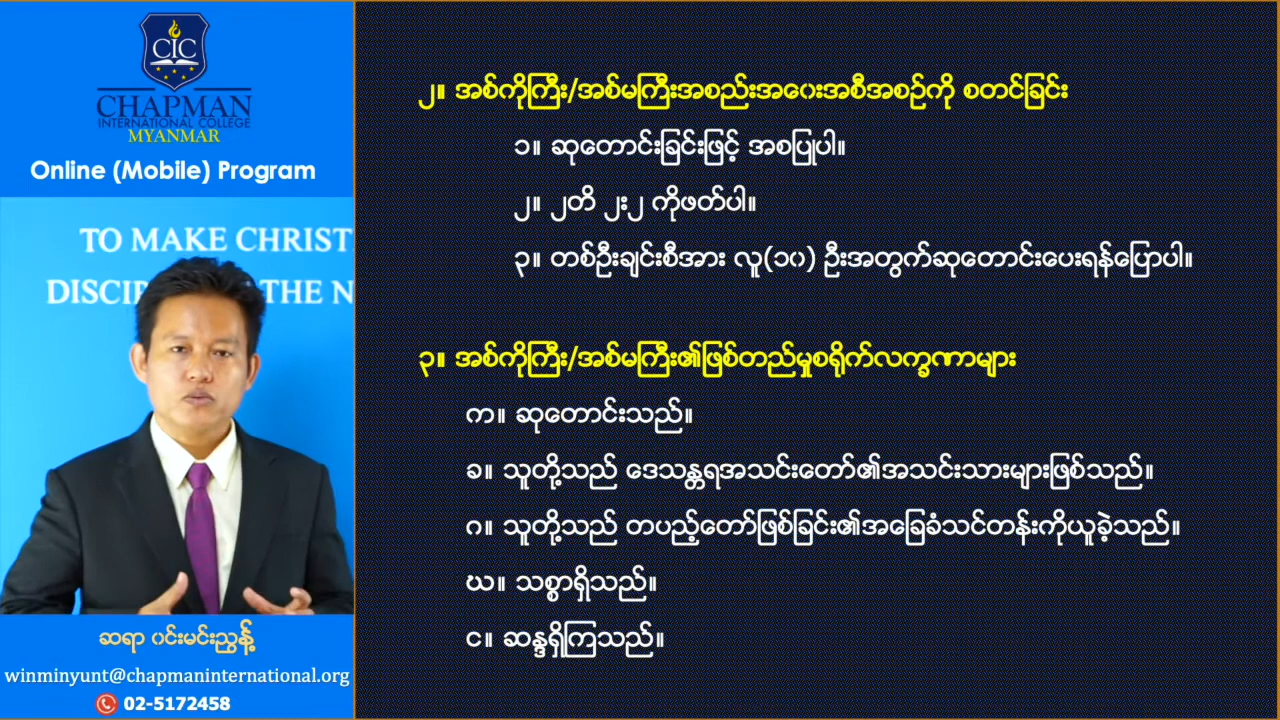 CIC
CHAPMAN
INTERNATIONAL COLLEGE
MYANMAR
Online (Mobile) Program
TO MAKE CHRIST
DISCIP THE N
ဆရာ ဝင်းမင်းညွန့်
winminyunt@chapmaninternational.org
02-5172458
၂။ အစ်ကိုကြီး/အစ်မကြီးအစည်းအဝေးအစီအစဉ်ကို စတင်ခြင်း
၁။ ဆုတောင်းခြင်းဖြင့် အစပြုပါ။
၂။ ၂တိ ၂း၂ ကိုဖတ်ပါ။
၃။ တစ်ဦးချင်းစီအား လူ(၁၀) ဦးအတွက်ဆုတောင်းပေးရန်ပြောပါ။
၃။ အစ်ကိုကြီး/အစ်မကြီး၏ဖြစ်တည်မှုစရိုက်လက္ခဏာများ
က။ ဆုတောင်းသည်။
ခ။ သူတို့သည် ဒေသန္တရအသင်းတော်၏အသင်းသားများဖြစ်သည်။
ဂ။ သူတို့သည် တပည့်တော်ဖြစ်ခြင်း၏အခြေခံသင်တန်းကိုယူခဲ့သည်။
ဃ။ သစ္စာရှိသည်။
င။ ဆန္ဒရှိကြသည်။